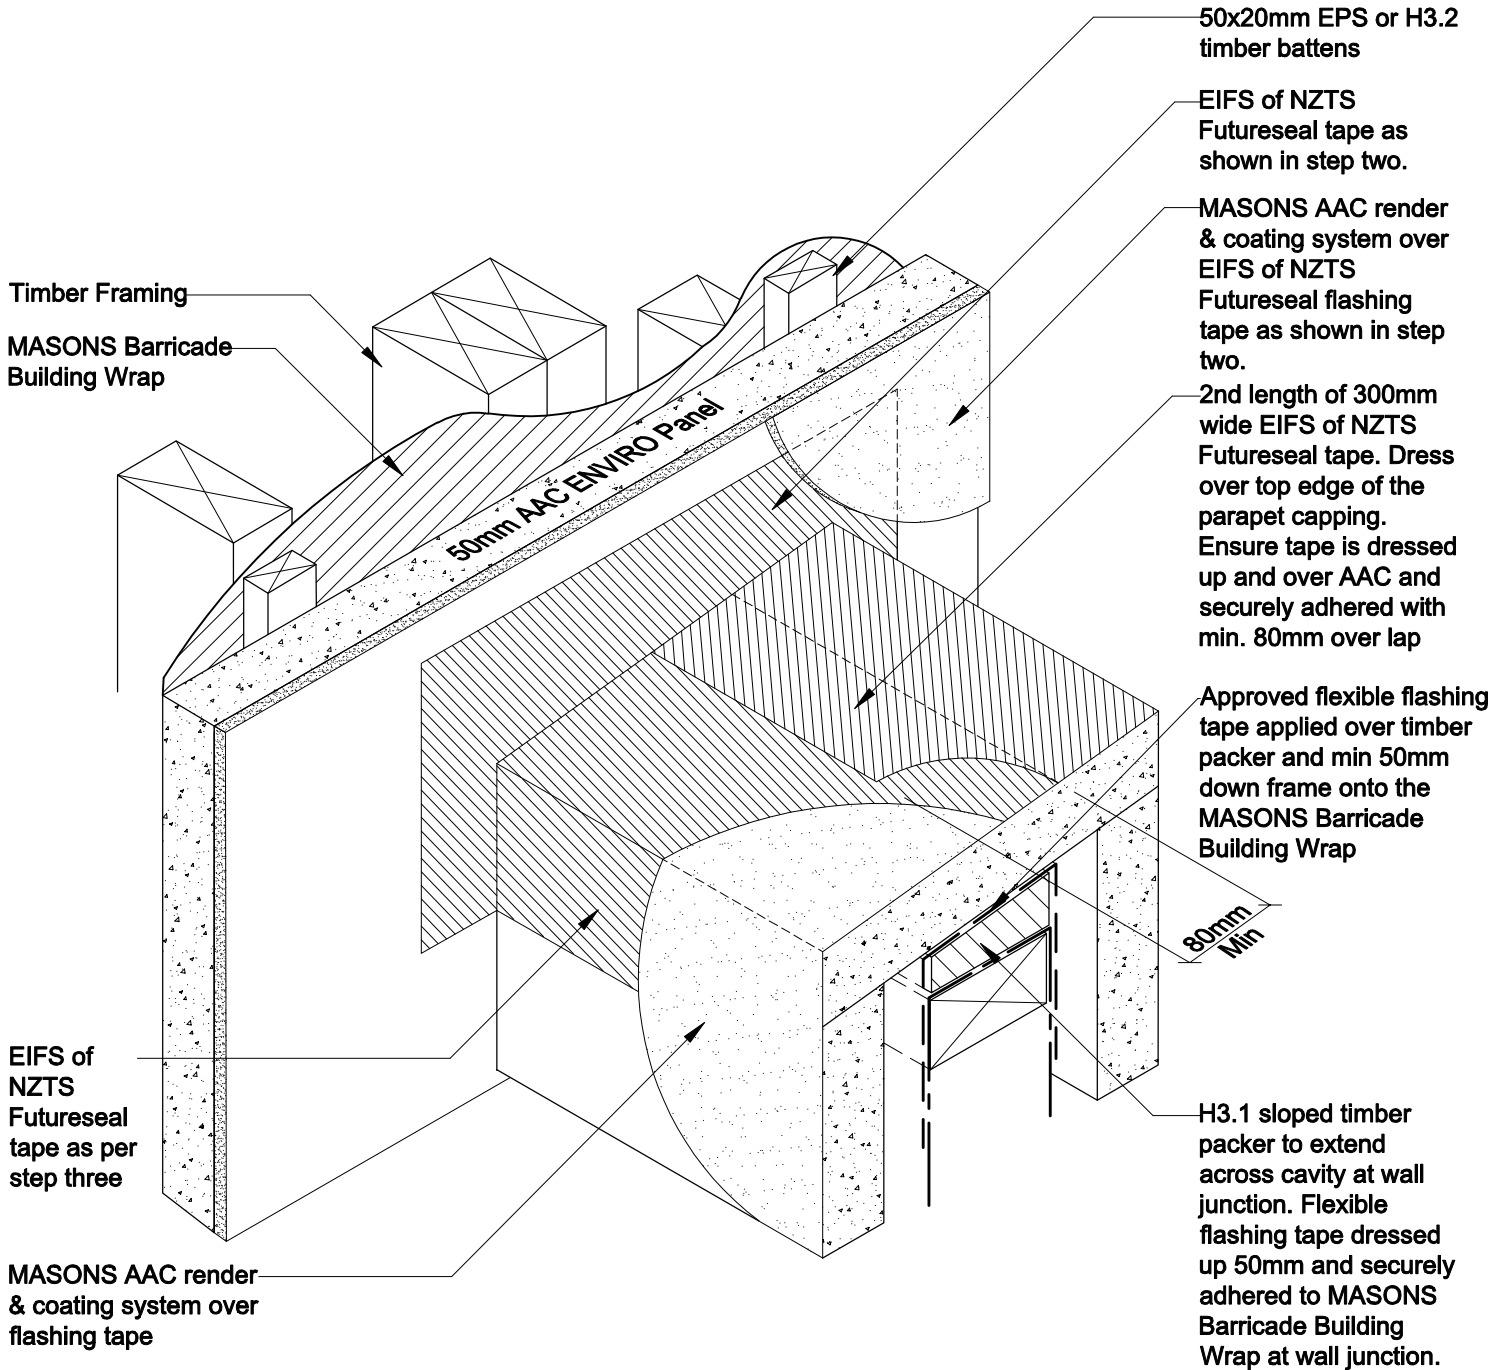 50x20mm EPS or H3.2
timber battens
EIFS of NZTS
Futureseal tape as
shown in step two.
MASONS AAC render
& coating system over
EIFS of NZTS
Futureseal flashing
tape as shown in step
two.
2nd length of 300mm
wide EIFS of NZTS
Futureseal tape. Dress
over top edge of the
parapet capping.
Ensure tape is dressed
up and over AAC and
securely adhered with
min. 80mm over lap
Approved flexible flashing
tape applied over timber
packer and min 50mm
down frame onto the
MASONS Barricade
Building Wrap
H3.1 sloped timber
packer to extend
across cavity at wall
junction. Flexible
flashing tape dressed
up 50mm and securely
adhered to MASONS
Barricade Building
Wrap at wall junction.
Timber Framing
MASONS Barricade
Building Wrap
50mm AAC ENVIRO Panel
80mm
Min
EIFS of
NZTS
Futureseal
tape as per
step three
MASONS AAC render
& coating system over
flashing tape